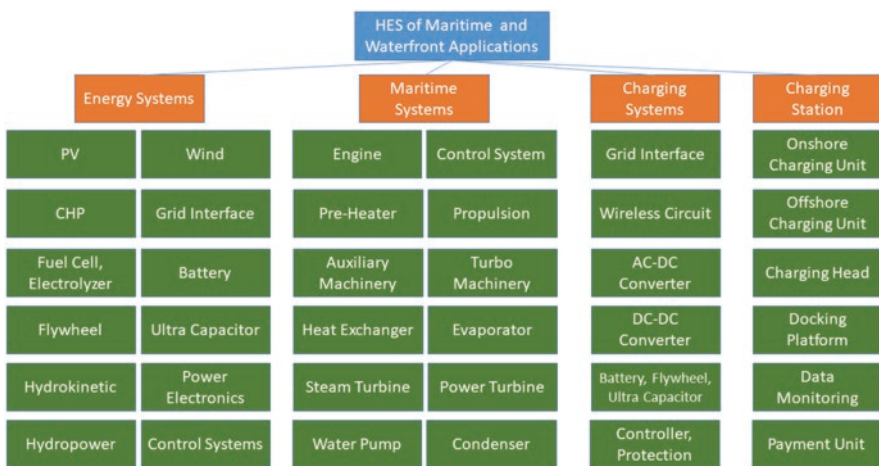 HES of Maritime and
Waterfront Applications
Energy Systems
Maritime
Systems
Charging
Systems
Charging
Station
PV
Wind
Engine
Control System
Grid Interface
Onshore
Charging Unit
CHP
Grid Interface
Pre-Heater
Propulsion
Wireless Circuit
Offshore
Charging Unit
Fuel Cell,
Electrolyzer
Battery
Auxiliary
Machinery
Turbo
Machinery
AC-DC
Converter
Charging Head
Flywheel
Ultra Capacitor
Heat Exchanger
Evaporator
DC-DC
Converter
Docking
Platform
Hydrokinetic
Power
Electronics
Steam Turbine
Power Turbine
Battery, Flywheel,
Ultra Capacitor
Data
Monitoring
Hydropower
Control Systems
Water Pump
Condenser
Controller,
Protection
Payment Unit